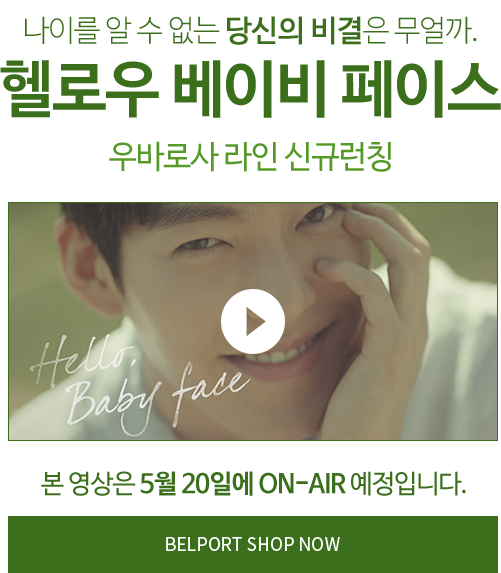 나이를 알 수 없는 당신의 비결은 무얼까.
헬로우 베이비 페이스
우바로사 라인 신규런칭
Hello,
Baby face
본 영상은 5월 20일에 ON-AIR 예정입니다.
BELPORT SHOP NOW